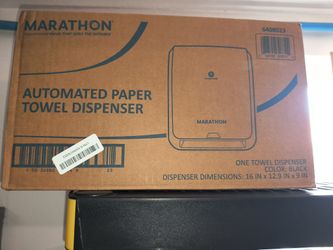 MARATHON
AUTOMATED PAPER
TOWEL DISPENSER
MARATHON
ONE TOWEL DISPENSER
COLOR: BLACK
DISPENSER DIMENSIONS: 16 IN X 12.9 IN X 9 IN